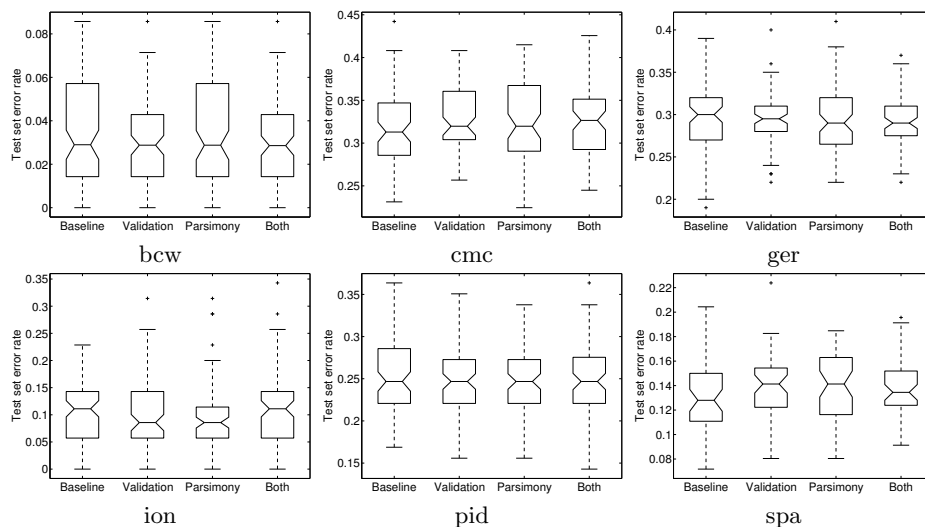 0.08
0.06
0.04
0.02
0
Test set error rate
Baseline Validation Parsimony Both
bcw
0.45
0.4
0.35
0.3
0.25
Test set error rate
Baseline Validation Parsimony Both
cmc
0.4
0.35
0.3
0.25
0.2
Test set error rate
Baseline Validation Parsimony Both
ger
0.35
0.3
0.25
0.2
0.15
0.1
0.05
0
Test set error rate
Baseline Validation Parsimony Both
ion
0.35
0.3
0.25
0.2
0.15
Test set error rate
Baseline Validation Parsimony Both
pid
0.22
0.2
0.18
0.16
0.14
0.12
0.1
0.08
Test set error rate
Baseline Validation Parsimony Both
spa